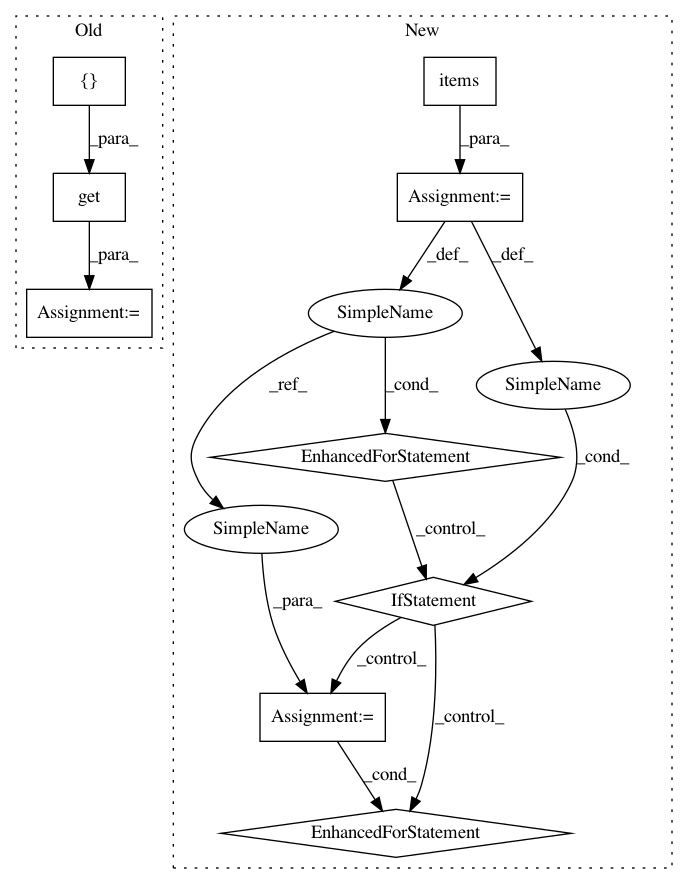 Old
{}
_para_
get
_para_
Assignment:=
New
items
_para_
Assignment:=
_def_
_def_
SimpleName
SimpleName
_ref_
_cond_
_cond_
EnhancedForStatement
SimpleName
_control_
_para_
IfStatement
_control_
_control_
Assignment:=
_cond_
EnhancedForStatement